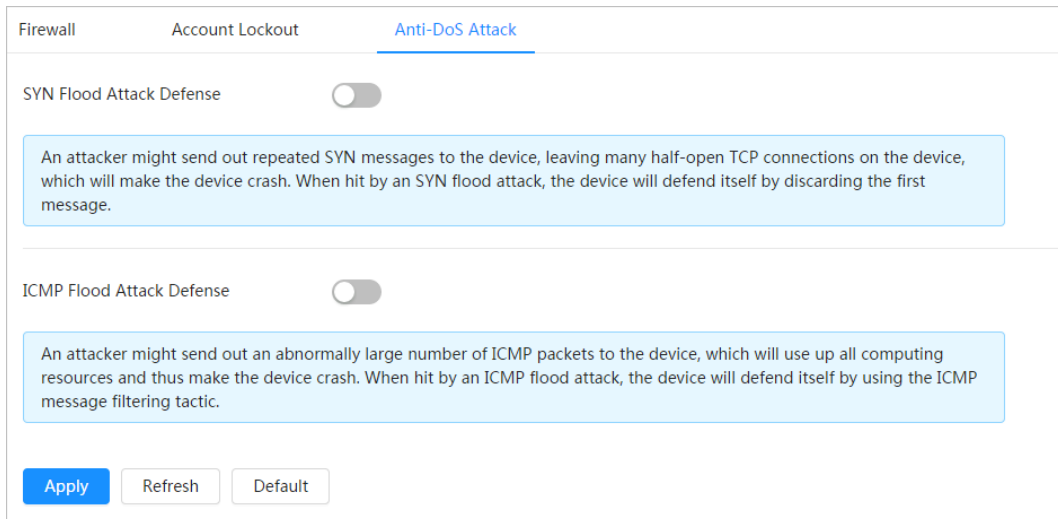 Firewall Account Lockout Anti-DoS Attack
SYN Flood Attack Defense
An attacker might send out repeated SYN messages to the device, leaving many half-open TCP connections on the device,
which will make the device crash. When hit by an SYN flood attack, the device will defend itself by discarding the first
message.
ICMP Flood Attack Defense
An attacker might send out an abnormally large number of ICMP packets to the device, which will use up all computing
resources and thus make the device crash. When hit by an ICMP flood attack, the device will defend itself by using the ICMP
message filtering tactic.
Apply Refresh Default